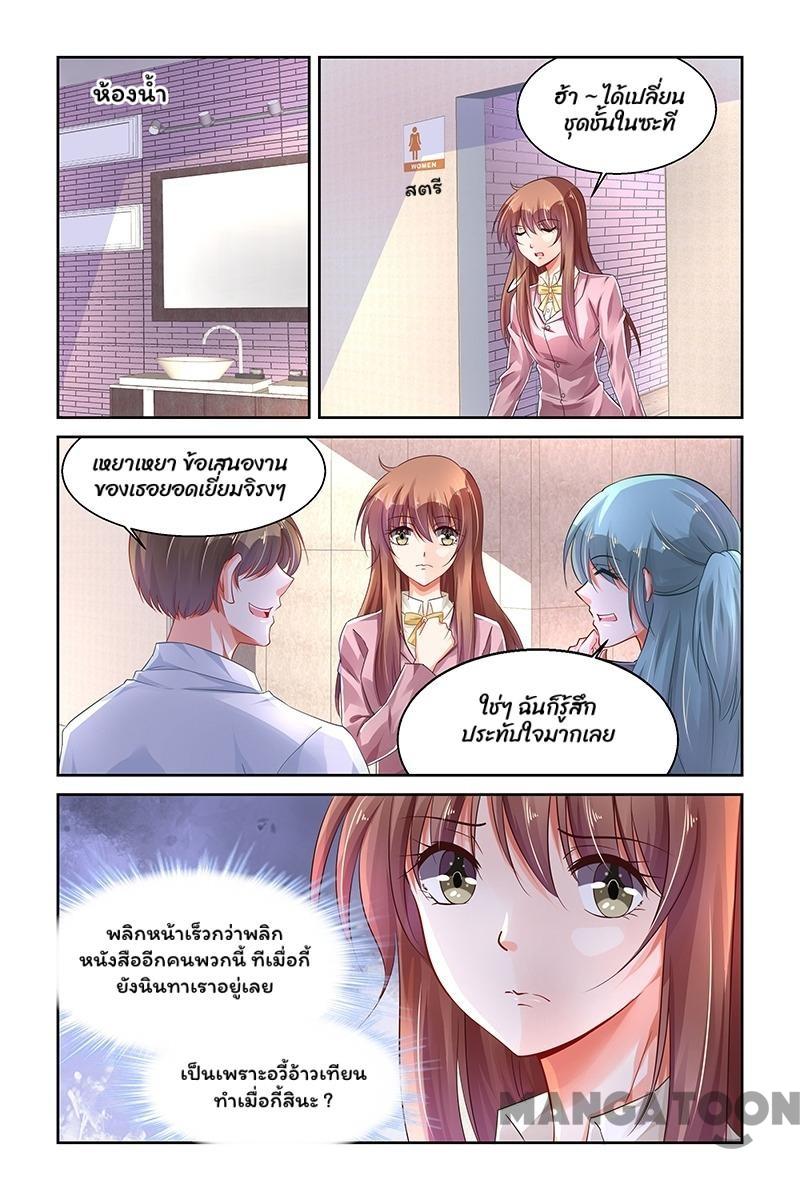 ห้องน้ำ
ฮ้า ~ ได้เปลี่ยน
ชุดชั้นในซะที
WOMEN
สตรี
เหยาเหยา ข้อเสนองาน
ของเธอยอดเยี่ยมจิรงๆ
ใช่ๆ ฉันก็รู้สึก
ประทับใจมากเลย
พลิกหน้าเร็วกว่าพลิก
หนังสืออีกคนพวกนี้ ทีเมื่อกี้
ยังนินทาเราอยู่เลย
เป็นเพราะอวี้อ้าวเทียน
ทำเมื่อกี้สินะ ?
MANGATOON